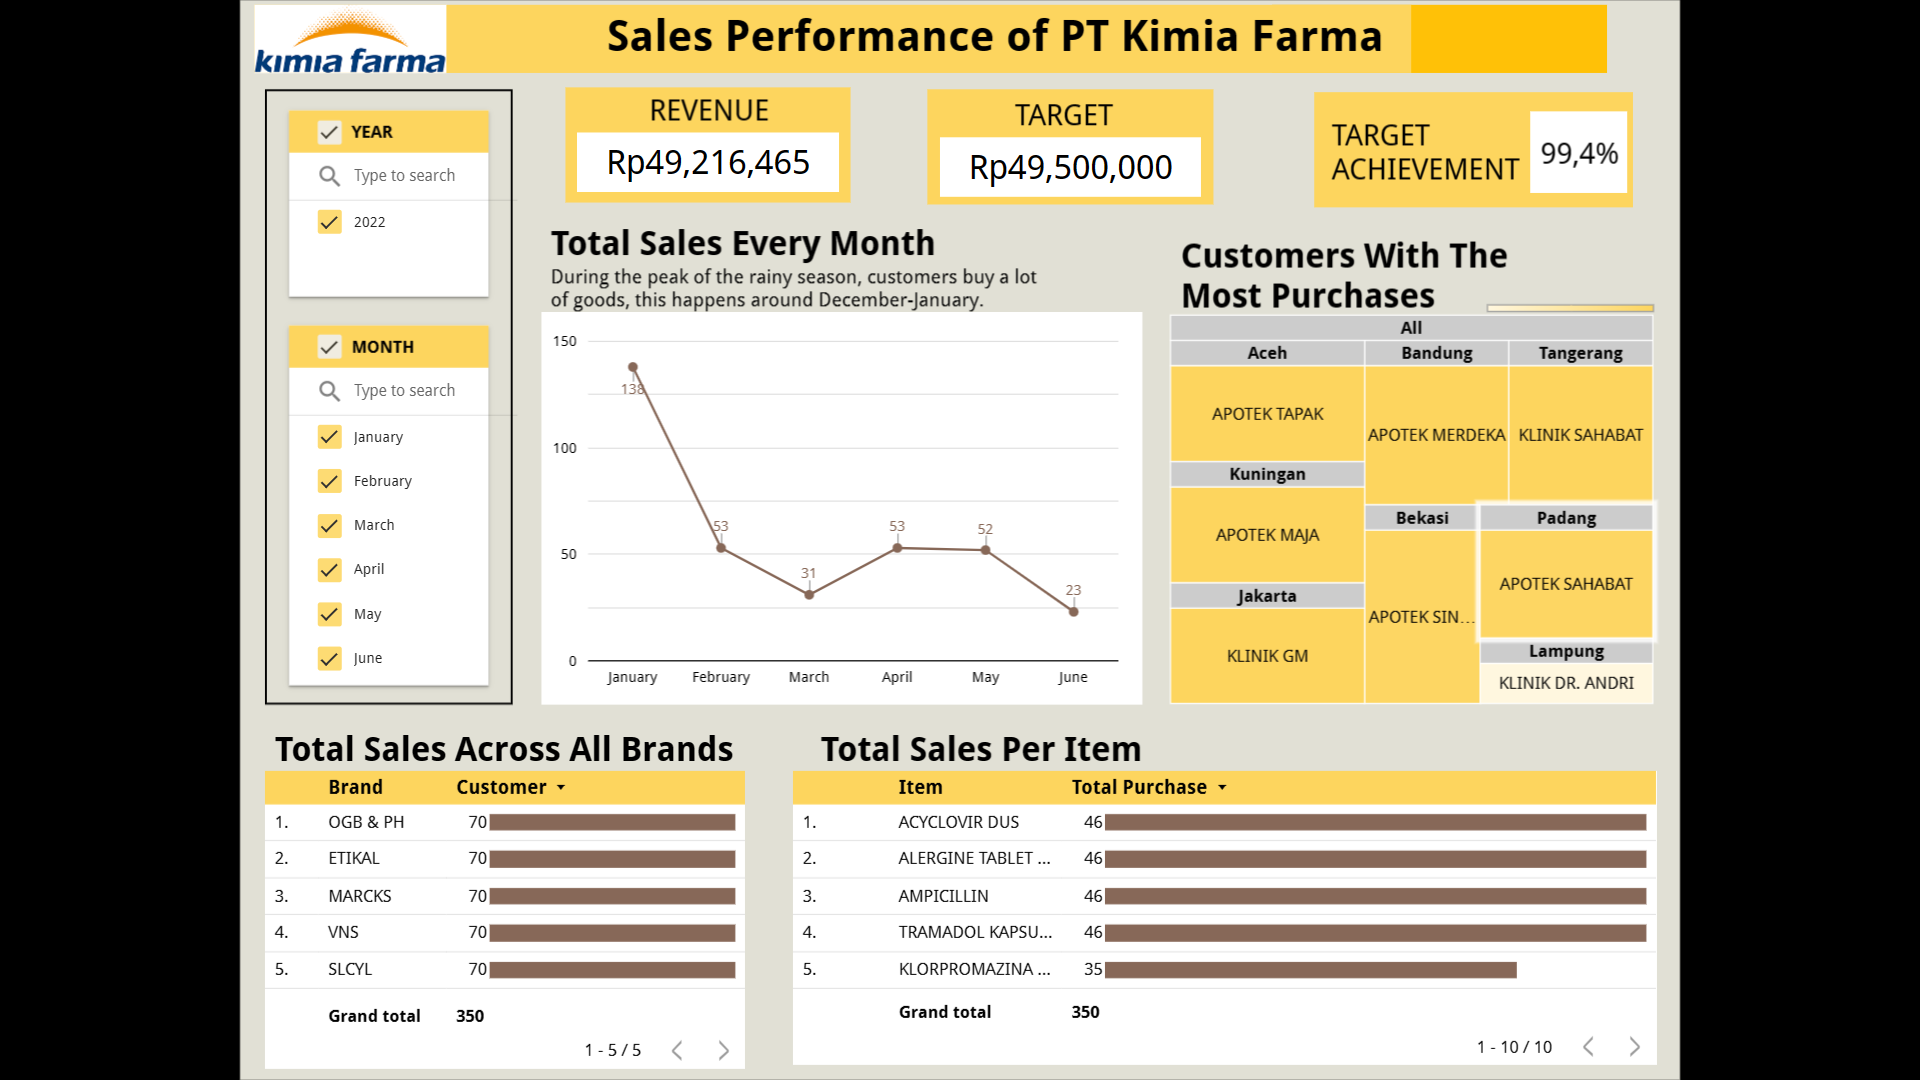 kimia farma
Sales Performance of PT Kimia Farma
YEAR
Type to search
2022
MONTH
Type to search
January
February
March
April
May
June
REVENUE
Rp49,216,465
TARGET
Rp49,500,000
TARGET
ACHIEVEMENT
99,4%
Total Sales Every Month
During the peak of the rainy season, customers buy a lot
of goods, this happens around December-January.
150
100
50
0
138
53
31
53
52
23
January February March April May June
Customers With The
Most Purchases
All
Aceh Bandung Tangerang
APOTEK TAPAK
APOTEK MERDEKA KLINIK SAHABAT
Kuningan
APOTEK MAJA
Bekasi Padang
APOTEK SAHABAT
Jakarta
APOTEK SIN...
KLINIK GM
Lampung
KLINIK DR. ANDRI
Total Sales Across All Brands
Brand Customer
1. OGB & PH 70
2. ETIKAL 70
3. MARCKS 70
4. VNS 70
5. SLCYL 70
Grand total 350
1 - 5 / 5
Total Sales Per Item
Item Total Purchase
1. ACYCLOVIR DUS 46
2. ALERGINE TABLET ... 46
3. AMPICILLIN 46
4. TRAMADOL KAPSU... 46
5. KLORPROMAZINA ... 35
Grand total 350
1 - 10 / 10